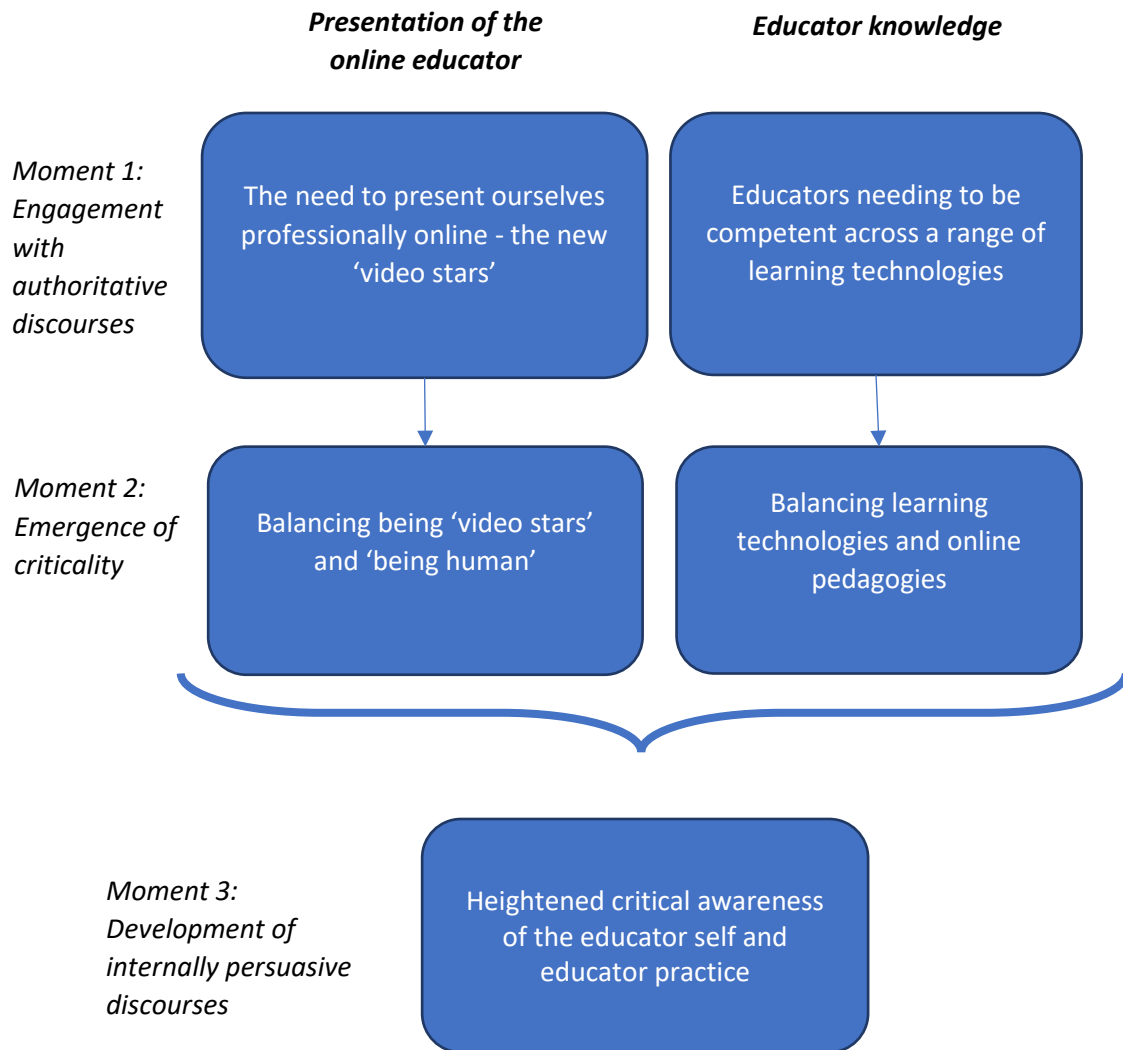 Presentation of the
online educator
Educator knowledge
Moment 1:
Engagement
with
authoritative
discourses
The need to present ourselves
professionally online - the new
‘video stars’
Educators needing to be
competent across a range of
learning technologies
Moment 2:
Emergence of
criticality
Balancing being ‘video stars’
and ‘being human’
Balancing learning
technologies and online
pedagogies
Moment 3:
Development of
internally persuasive
discourses
Heightened critical awareness
of the educator self and
educator practice